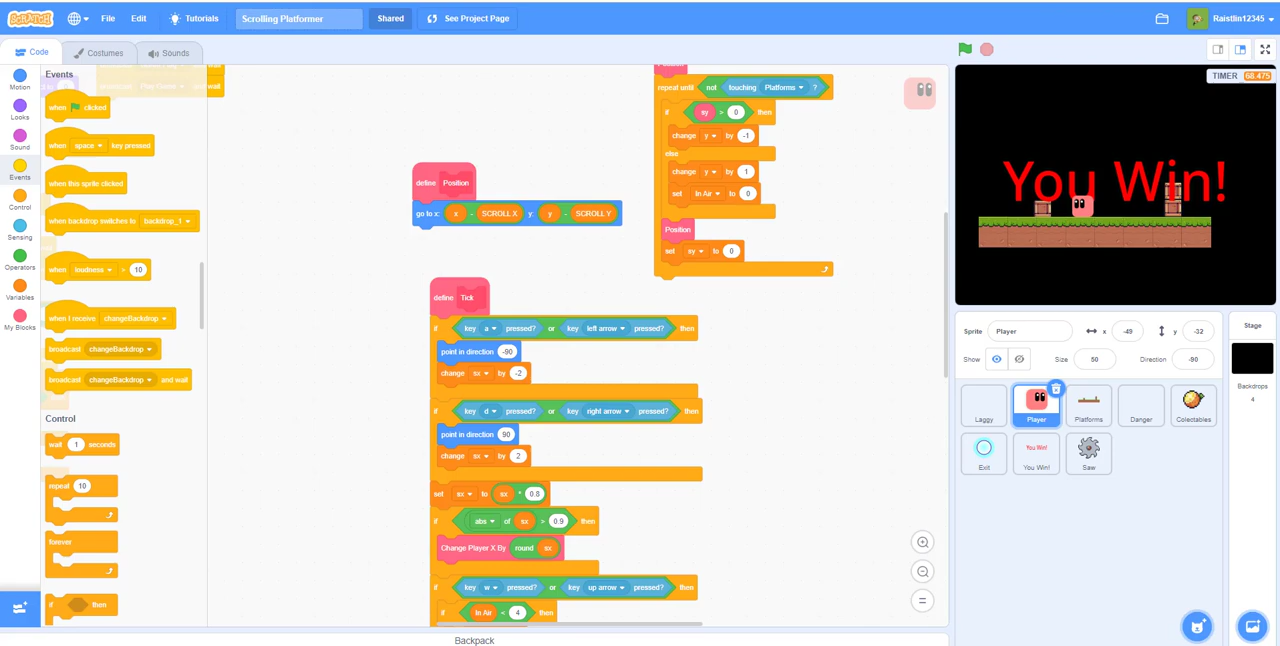 SCRATCH File Edit Tutorials Scrolling Platformer Shared See Project Page Raistlin12345
Code Costumes Sounds
Motion
Looks
Sound
Events
Control
Sensing
Operators
Variables
My Blocks
Events
when clicked
when space key pressed
when this sprite clicked
when backdrop switches to backdrop_1
when loudness > 10
when I receive changeBackdrop
broadcast changeBackdrop
broadcast changeBackdrop and wait
Control
wait 1 seconds
repeat 10
forever
if then
define Position
go to x: x - SCROLL X y: y - SCROLL Y
repeat until not touching Platforms ?
if sy > 0 then
change y by -1
else
change y by 1
set In Air to 0
Position
set sy to 0
define Tick
if key a pressed? or key left arrow pressed? then
point in direction -90
change sx by -2
if key d pressed? or key right arrow pressed? then
point in direction 90
change sx by 2
set sx to sx * 0.8
if abs of sx > 0.9 then
Change Player X By round sx
if key w pressed? or key up arrow pressed? then
if In Air < 4 then
TIMER 68.475
You Win!
Sprite Player x -49 y -32
Show Size 50 Direction -90
Laggy Player Platforms Danger Colectables
Exit You Win! You Win! Saw
Stage
Backdrops
4
Backpack